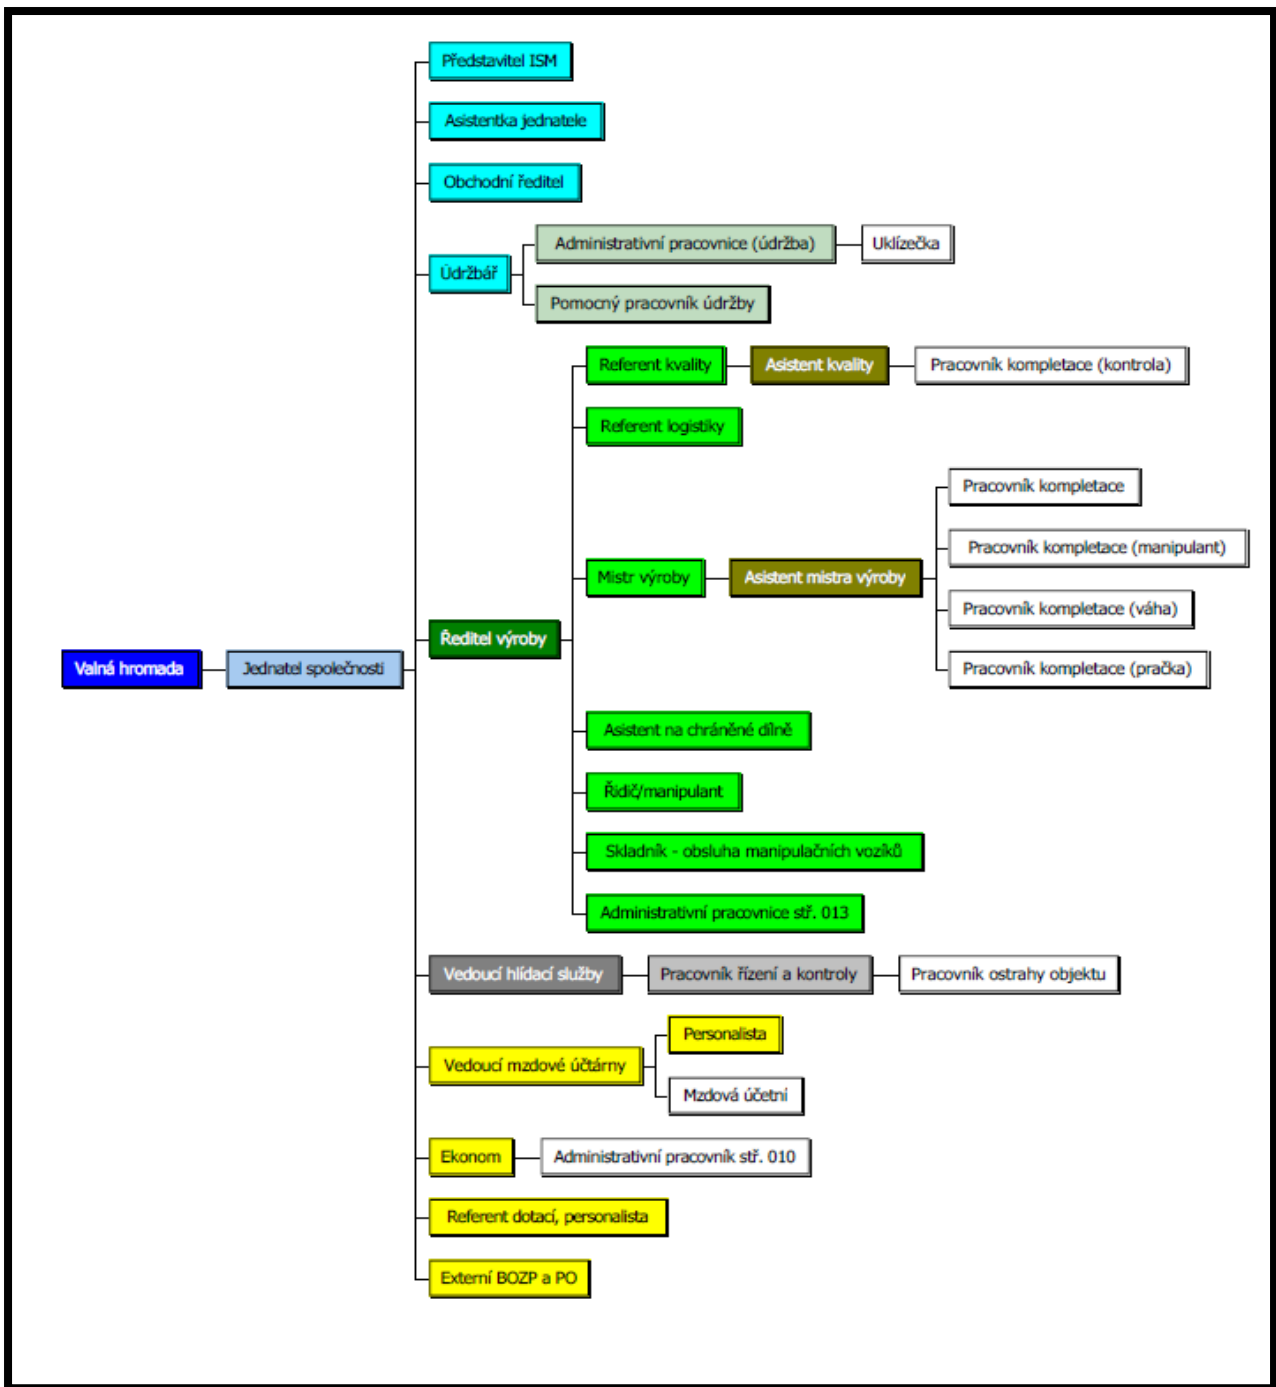 Představitel ISM
Asistentka jednatele
Obchodní ředitel
Údržbář
Administrativní pracovnice (údržba)
Uklízečka
Pomocný pracovník údržby
Referent kvality
Asistent kvality
Pracovník kompletace (kontrola)
Referent logistiky
Mistr výroby
Asistent mistra výroby
Pracovník kompletace
Pracovník kompletace (manipulant)
Pracovník kompletace (váha)
Pracovník kompletace (pračka)
Ředitel výroby
Valná hromada
Jednatel společnosti
Asistent na chráněné dílně
Řidič/manipulant
Skladník - obsluha manipulačních vozíků
Administrativní pracovnice stř. 013
Vedoucí hlídací služby
Pracovník řízení a kontroly
Pracovník ostrahy objektu
Vedoucí mzdové účtárny
Personalista
Mzdová účetní
Ekonom
Administrativní pracovník stř. 010
Referent dotací, personalista
Externí BOZP a PO